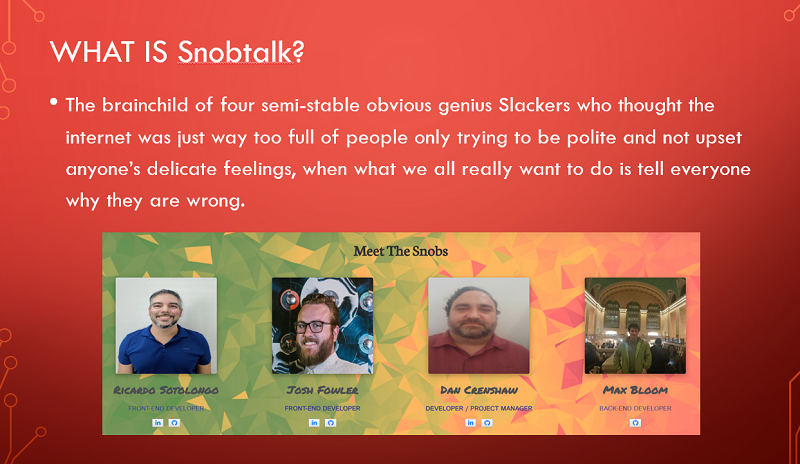 WHAT IS Snobtalk?
• The brainchild of four semi-stable obvious genius Slackers who thought the
internet was just way too full of people only trying to be polite and not upset
anyone's delicate feelings, when what we all really want to do is tell everyone
why they are wrong.
Meet The Snobs
Ricardo Sotolongo
FRONT-END DEVELOPER
in
Josh Fowler
FRONT-END DEVELOPER
in
Dan Crenshaw
DEVELOPER / PROJECT MANAGER
in
Max Bloom
BACK-END DEVELOPER